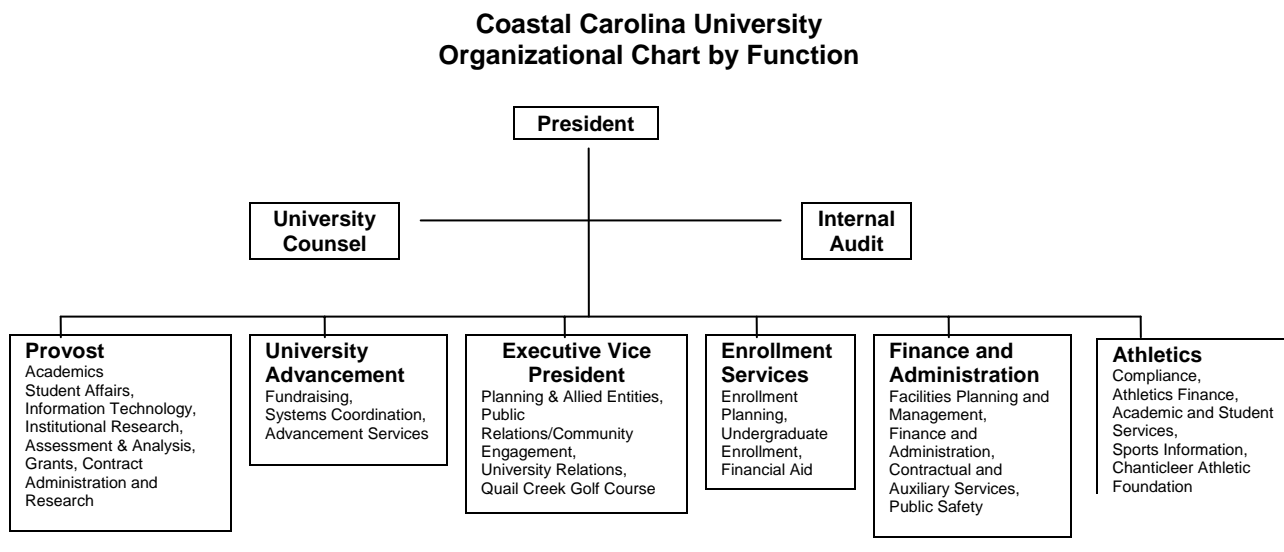 Coastal Carolina University
Organizational Chart by Function
President
University
Counsel
Internal
Audit
Provost
Academics
Student Affairs,
Information Technology,
Institutional Research,
Assessment & Analysis,
Grants, Contract
Administration and
Research
University
Advancement
Fundraising,
Systems Coordination,
Advancement Services
Executive Vice
President
Planning & Allied Entities,
Public
Relations/Community
Engagement,
University Relations,
Quail Creek Golf Course
Enrollment
Services
Enrollment
Planning,
Undergraduate
Enrollment,
Financial Aid
Finance and
Administration
Facilities Planning and
Management,
Finance and
Administration,
Contractual and
Auxiliary Services,
Public Safety
Athletics
Compliance,
Athletics Finance,
Academic and Student
Services,
Sports Information,
Chanticleer Athletic
Foundation